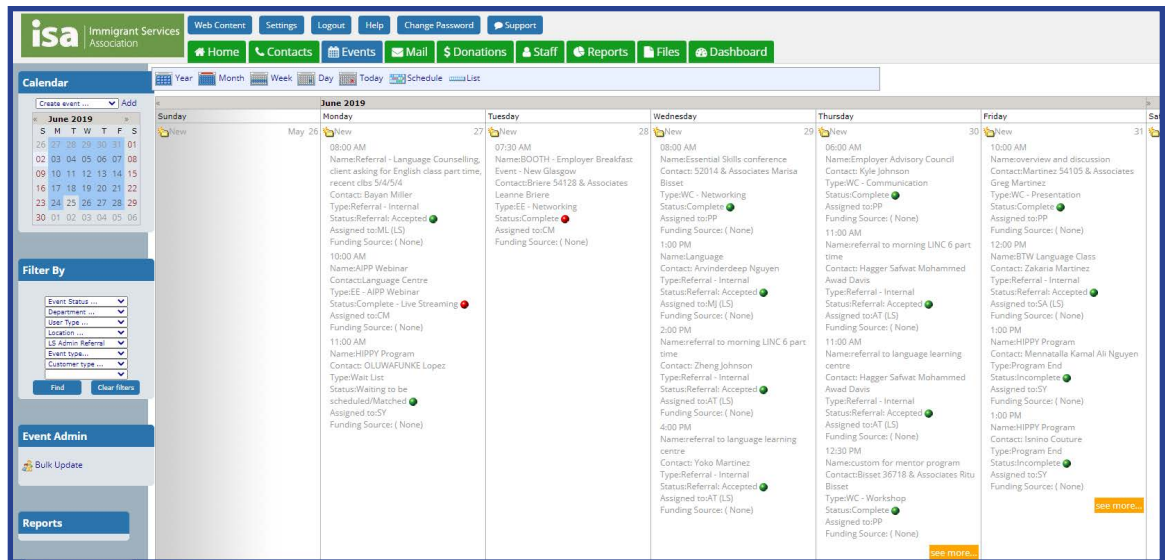 isa Immigrant Services
Association
Web Content Settings Logout Help Change Password Support
Home Contacts Events Mail $ Donations Staff Reports Files Dashboard
Calendar
Create event ... Add
« June 2019 »
S M T W T F S
26 27 28 29 30 31 01
02 03 04 05 06 07 08
09 10 11 12 13 14 15
16 17 18 19 20 21 22
23 24 25 26 27 28 29
30 01 02 03 04 05 06
Filter By
Event Status ...
Department ...
User Type ...
Location ...
LS Admin Referral
Event type...
Customer type ...
Find Clear filters
Event Admin
Bulk Update
Reports
Year Month Week Day Today Schedule List
« June 2019 »
Sunday Monday Tuesday Wednesday Thursday Friday Sat
New May 26
New 27
08:00 AM
Name:Referral - Language Counselling,
client asking for English class part time,
recent clbs 5/4/5/4
Contact: Bayan Miller
Type:Referral - Internal
Status:Referral: Accepted
Assigned to:ML (LS)
Funding Source: ( None)
10:00 AM
Name:AIPP Webinar
Contact:Language Centre
Type:EE - AIPP Webinar
Status:Complete - Live Streaming
Assigned to:CM
Funding Source: ( None)
11:00 AM
Name:HIPPY Program
Contact: OLUWAFUNKE Lopez
Type:Wait List
Status:Waiting to be
scheduled/Matched
Assigned to:SY
Funding Source: ( None)
New 28
07:30 AM
Name:BOOTH - Employer Breakfast
Event - New Glasgow
Contact:Briere 54128 & Associates
Leanne Briere
Type:EE - Networking
Status:Complete
Assigned to:CM
Funding Source: ( None)
New 29
08:00 AM
Name:Essential Skills conference
Contact: 52014 & Associates Marisa
Bisset
Type:WC - Networking
Status:Complete
Assigned to:PP
Funding Source: ( None)
1:00 PM
Name:Language
Contact: Arvinderdeep Nguyen
Type:Referral - Internal
Status:Referral: Accepted
Assigned to:MJ (LS)
Funding Source: ( None)
2:00 PM
Name:referral to morning LINC 6 part
time
Contact: Zheng Johnson
Type:Referral - Internal
Status:Referral: Accepted
Assigned to:AT (LS)
Funding Source: ( None)
4:00 PM
Name:referral to language learning
centre
Contact: Yoko Martinez
Type:Referral - Internal
Status:Referral: Accepted
Assigned to:AT (LS)
Funding Source: ( None)
New 30
06:00 AM
Name:Employer Advisory Council
Contact: Kyle Johnson
Type:WC - Communication
Status:Complete
Assigned to:PP
Funding Source: ( None)
11:00 AM
Name:referral to morning LINC 6 part
time
Contact: Hagger Safwat Mohammed
Awad Davis
Type:Referral - Internal
Status:Referral: Accepted
Assigned to:AT (LS)
Funding Source: ( None)
11:00 AM
Name:referral to language learning
centre
Contact: Hagger Safwat Mohammed
Awad Davis
Type:Referral - Internal
Status:Referral: Accepted
Assigned to:AT (LS)
Funding Source: ( None)
12:30 PM
Name:custom for mentor program
Contact:Bisset 36718 & Associates Ritu
Bisset
Type:WC - Workshop
Status:Complete
Assigned to:PP
Funding Source: ( None)
see more...
New 31
10:00 AM
Name:overview and discussion
Contact:Martinez 54105 & Associates
Greg Martinez
Type:WC - Presentation
Status:Complete
Assigned to:PP
Funding Source: ( None)
12:00 PM
Name:BTW Language Class
Contact: Zakaria Martinez
Type:Referral - Internal
Status:Referral: Accepted
Assigned to:SA (LS)
Funding Source: ( None)
1:00 PM
Name:HIPPY Program
Contact: Mennatalla Kamal Ali Nguyen
Type:Program End
Status:Incomplete
Assigned to:SY
Funding Source: ( None)
1:00 PM
Name:HIPPY Program
Contact: Isnino Couture
Type:Program End
Status:Incomplete
Assigned to:SY
Funding Source: ( None)
see more...